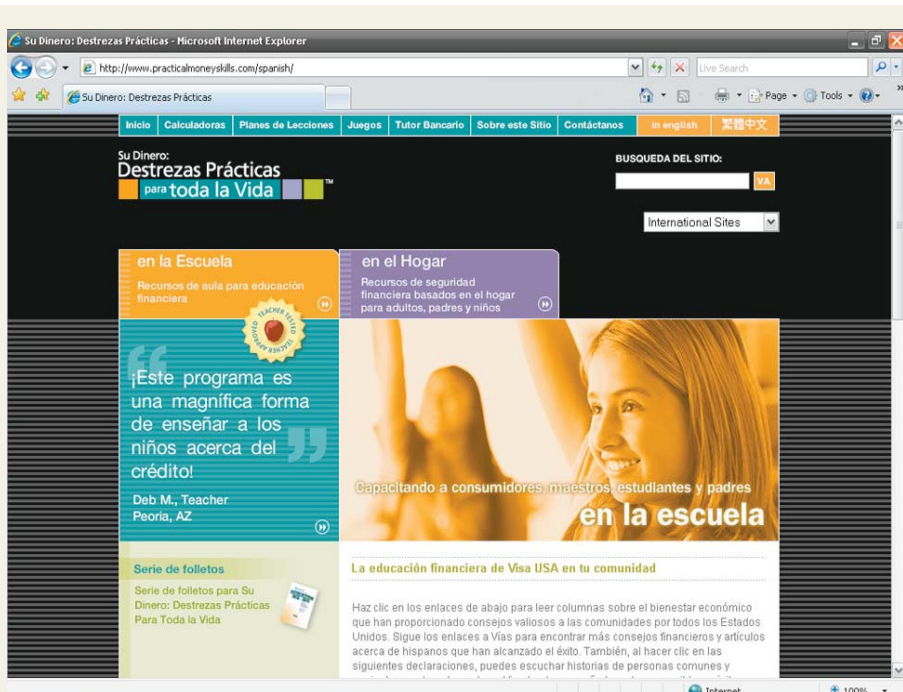 Su Dinero: Destrezas Prácticas - Microsoft Internet Explorer
http://www.practicalmoneyskills.com/spanish/
Live Search
Su Dinero: Destrezas Prácticas
Page
Tools
Inicio
Calculadoras
Planes de Lecciones
Juegos
Tutor Bancario
Sobre este Sitio
Contáctanos
in english
繁體中文
Su Dinero:
Destrezas Prácticas
para toda la Vida
TM
BUSQUEDA DEL SITIO:
VA
International Sites
en la Escuela
Recursos de aula para educación
financiera
en el Hogar
Recursos de seguridad
financiera basados en el hogar
para adultos, padres y niños
TEACHER TESTED
TEACHER APPROVED
“
¡Este programa es
una magnífica forma
de enseñar a los
niños acerca del
crédito!
”
Deb M., Teacher
Peoria, AZ
Capacitando a consumidores, maestros, estudiantes y padres
en la escuela
Serie de folletos
Serie de folletos para Su
Dinero: Destrezas Prácticas
Para Toda la Vida
La educación financiera de Visa USA en tu comunidad
Haz clic en los enlaces de abajo para leer columnas sobre el bienestar económico
que han proporcionado consejos valiosos a las comunidades por todos los Estados
Unidos. Sigue los enlaces a Vías para encontrar más consejos financieros y artículos
acerca de hispanos que han alcanzado el éxito. También, al hacer clic en las
siguientes declaraciones, puedes escuchar historias de personas comunes y
Internet
100%